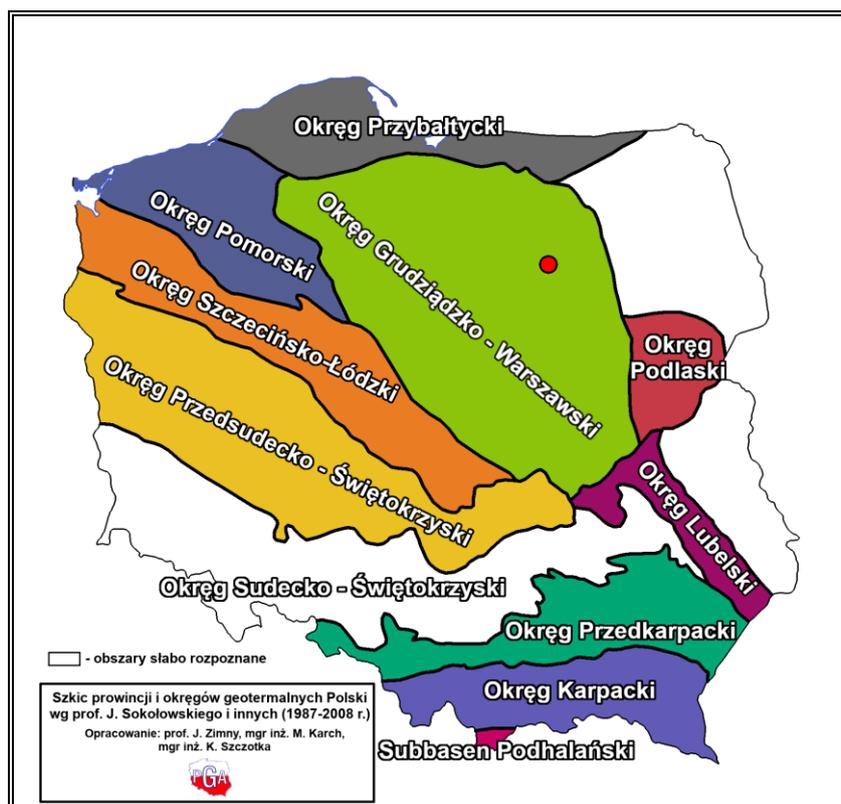 Okręg Przybałtycki
Okręg Pomorski
Okręg Grudziądzko - Warszawski
Okręg Szczecińsko-Łódzki
Okręg
Podlaski
Okręg Przedsudecko - Świętokrzyski
Okręg Lubelski
Okręg Sudecko - Świętokrzyski
Okręg Przedkarpacki
- obszary słabo rozpoznane
Okręg Karpacki
Szkic prowincji i okręgów geotermalnych Polski
wg prof. J. Sokołowskiego i innych (1987-2008 r.)
Opracowanie: prof. J. Zimny, mgr inż. M. Karch,
mgr inż. K. Szczotka
PGA
Subbasen Podhalański